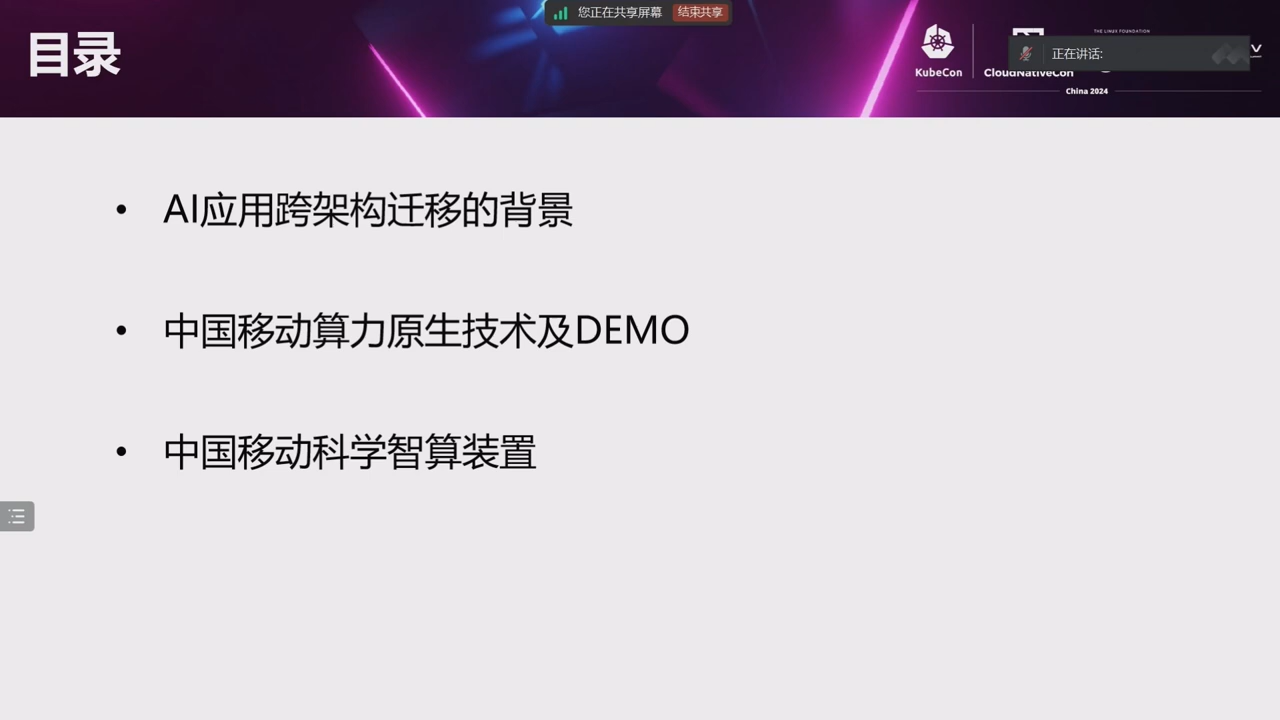 您正在共享屏幕 结束共享
目录
THE LINUX FOUNDATION
正在讲话:
KubeCon
CloudNativeCon
China 2024
• AI应用跨架构迁移的背景
• 中国移动算力原生技术及DEMO
• 中国移动科学智算装置